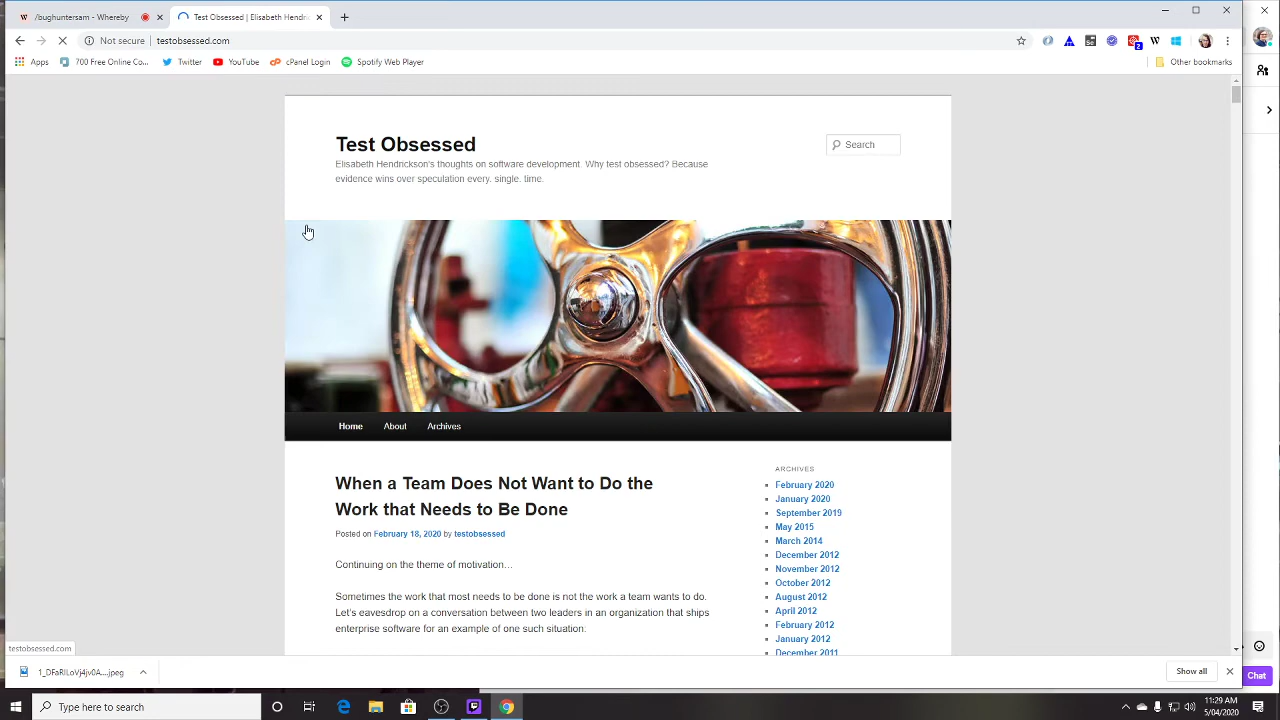 /bughuntersam - Whereby
Test Obsessed | Elisabeth Hendri
Not secure | testobsessed.com
2
Apps
700 Free Online Co...
Twitter
YouTube
cPanel Login
Spotify Web Player
Other bookmarks
Test Obsessed
Elisabeth Hendrickson's thoughts on software development. Why test obsessed? Because
evidence wins over speculation every. single. time.
Search
Home
About
Archives
When a Team Does Not Want to Do the
Work that Needs to Be Done
Posted on February 18, 2020 by testobsessed
Continuing on the theme of motivation…
Sometimes the work that most needs to be done is not the work a team wants to do.
Let's eavesdrop on a conversation between two leaders in an organization that ships
enterprise software for an example of one such situation:
ARCHIVES
February 2020
January 2020
September 2019
May 2015
March 2014
December 2012
November 2012
October 2012
August 2012
April 2012
February 2012
January 2012
December 2011
testobsessed.com
Show all
Chat
Type here to search
11:29 AM
5/04/2020